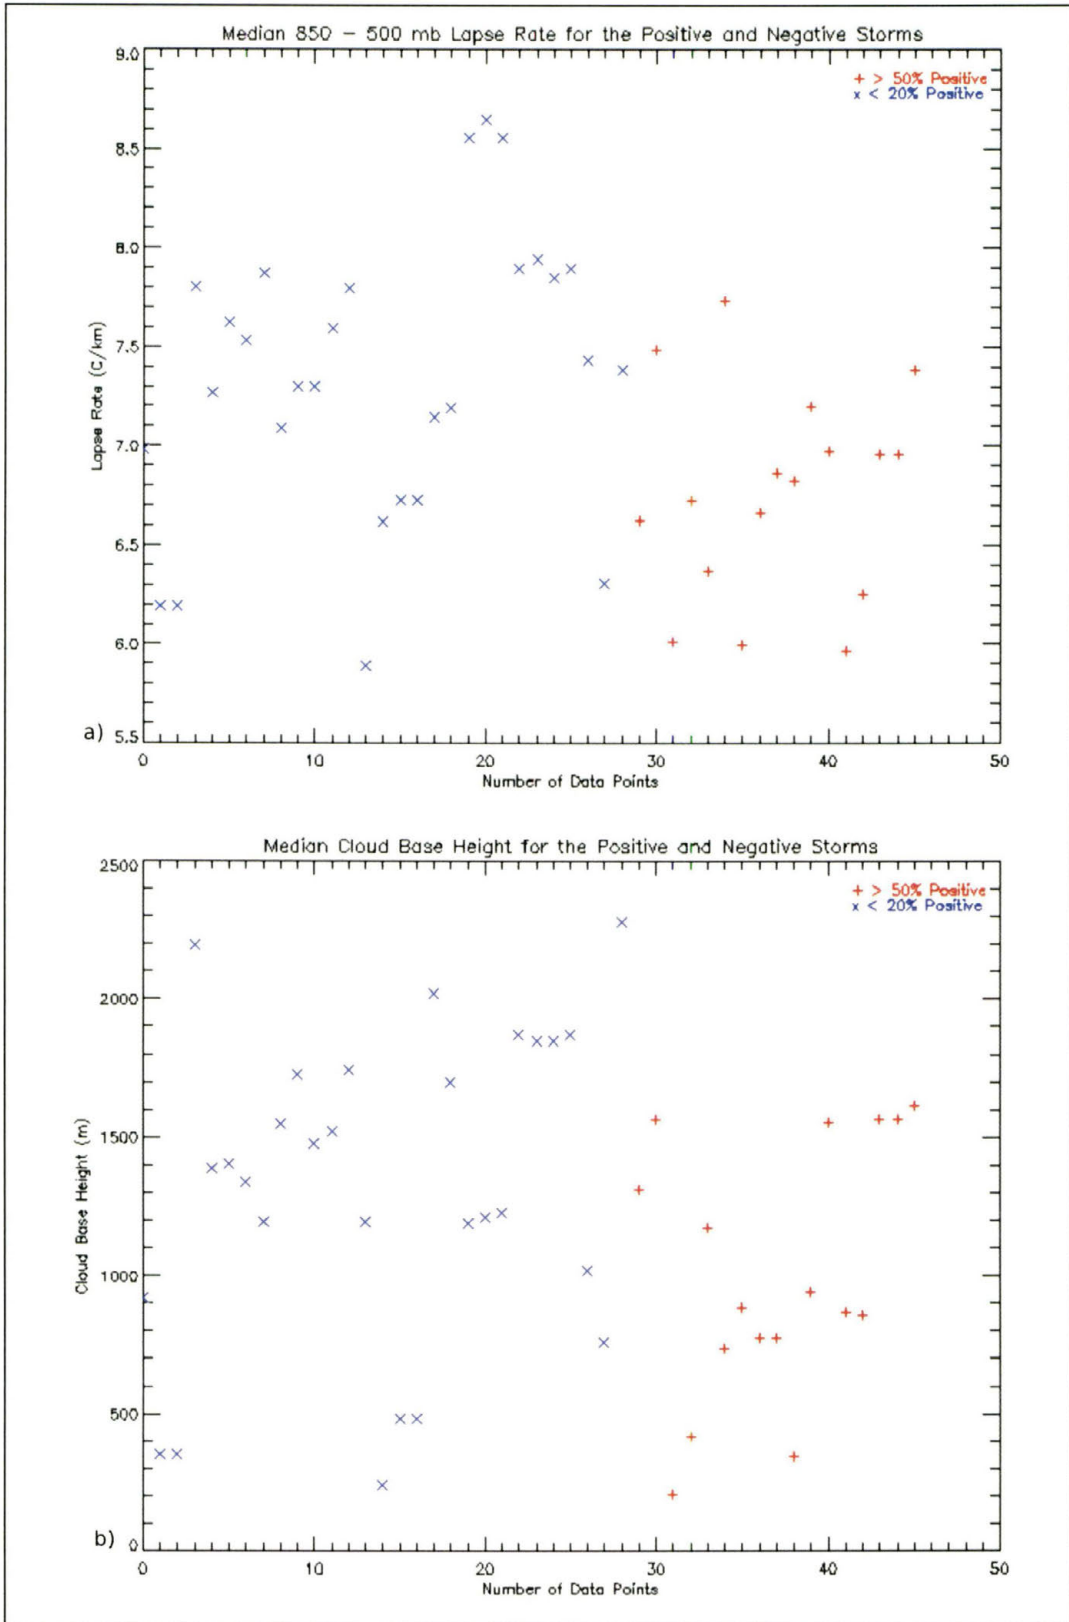 Median 850 – 500 mb Lapse Rate for the Positive and Negative Storms
+ > 50% Positive
x < 20% Positive
9.0
8.5
8.0
7.5
7.0
6.5
6.0
5.5
Lapse Rate (C/km)
a)
0 10 20 30 40 50
Number of Data Points
Median Cloud Base Height for the Positive and Negative Storms
+ > 50% Positive
x < 20% Positive
2500
2000
1500
1000
500
0
Cloud Base Height (m)
b)
0 10 20 30 40 50
Number of Data Points